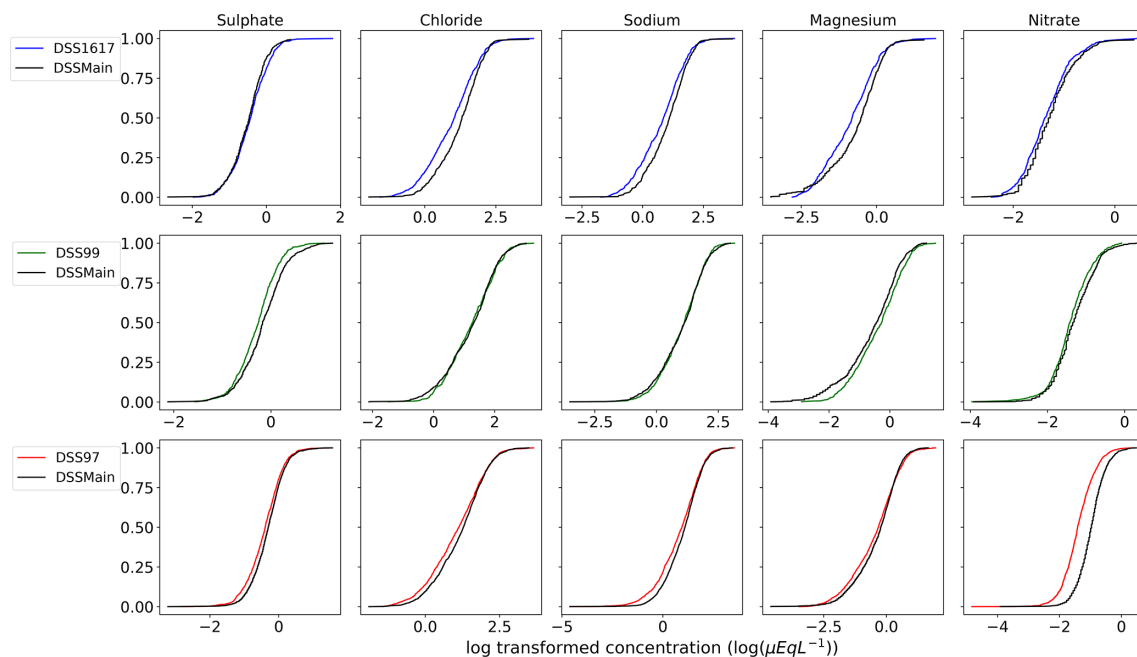 Sulphate Chloride Sodium Magnesium Nitrate
DSS1617
DSSMain
1.00
0.75
0.50
0.25
0.00
−2 0 2
0.0 2.5
0.0 2.5
−2.5 0.0
−2 0
DSS99
DSSMain
1.00
0.75
0.50
0.25
0.00
−2 0
−2 0 2
−2.5 0.0 2.5
−4 −2 0
−4 −2 0
DSS97
DSSMain
1.00
0.75
0.50
0.25
0.00
−2 0
0.0 2.5
−5 0
−2.5 0.0
−4 −2 0
log transformed concentration (log(μEqL⁻¹))